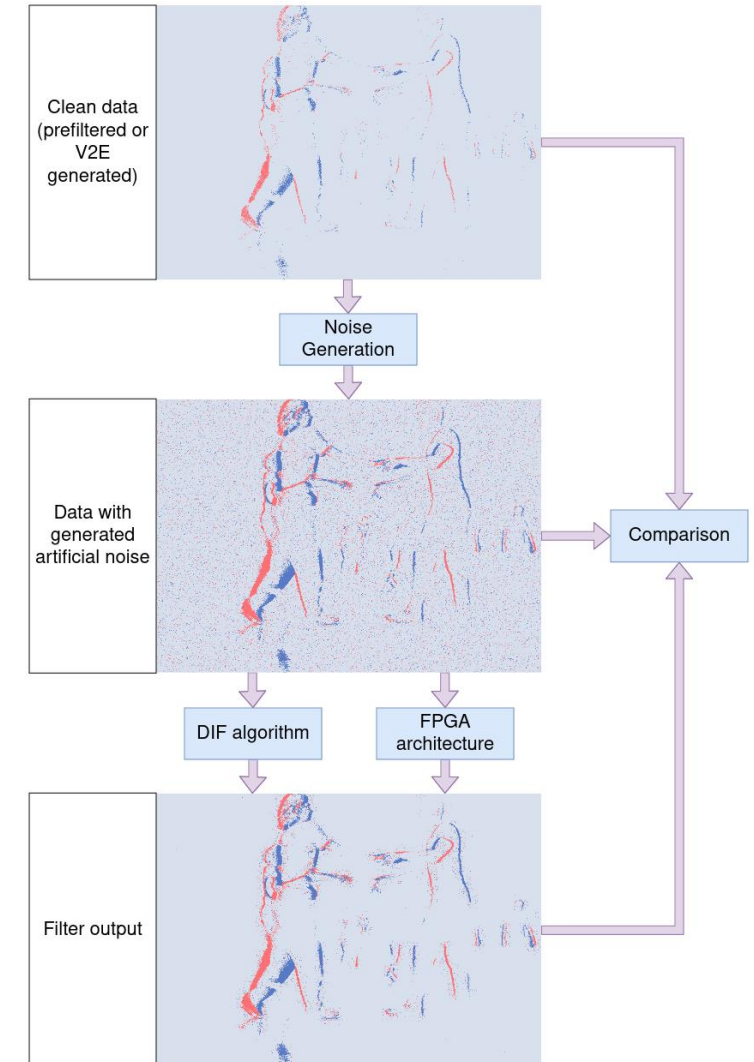 Clean data
(prefiltered or
V2E
generated)
Noise
Generation
Data with
generated
artificial noise
Comparison
DIF algorithm
FPGA
architecture
Filter output